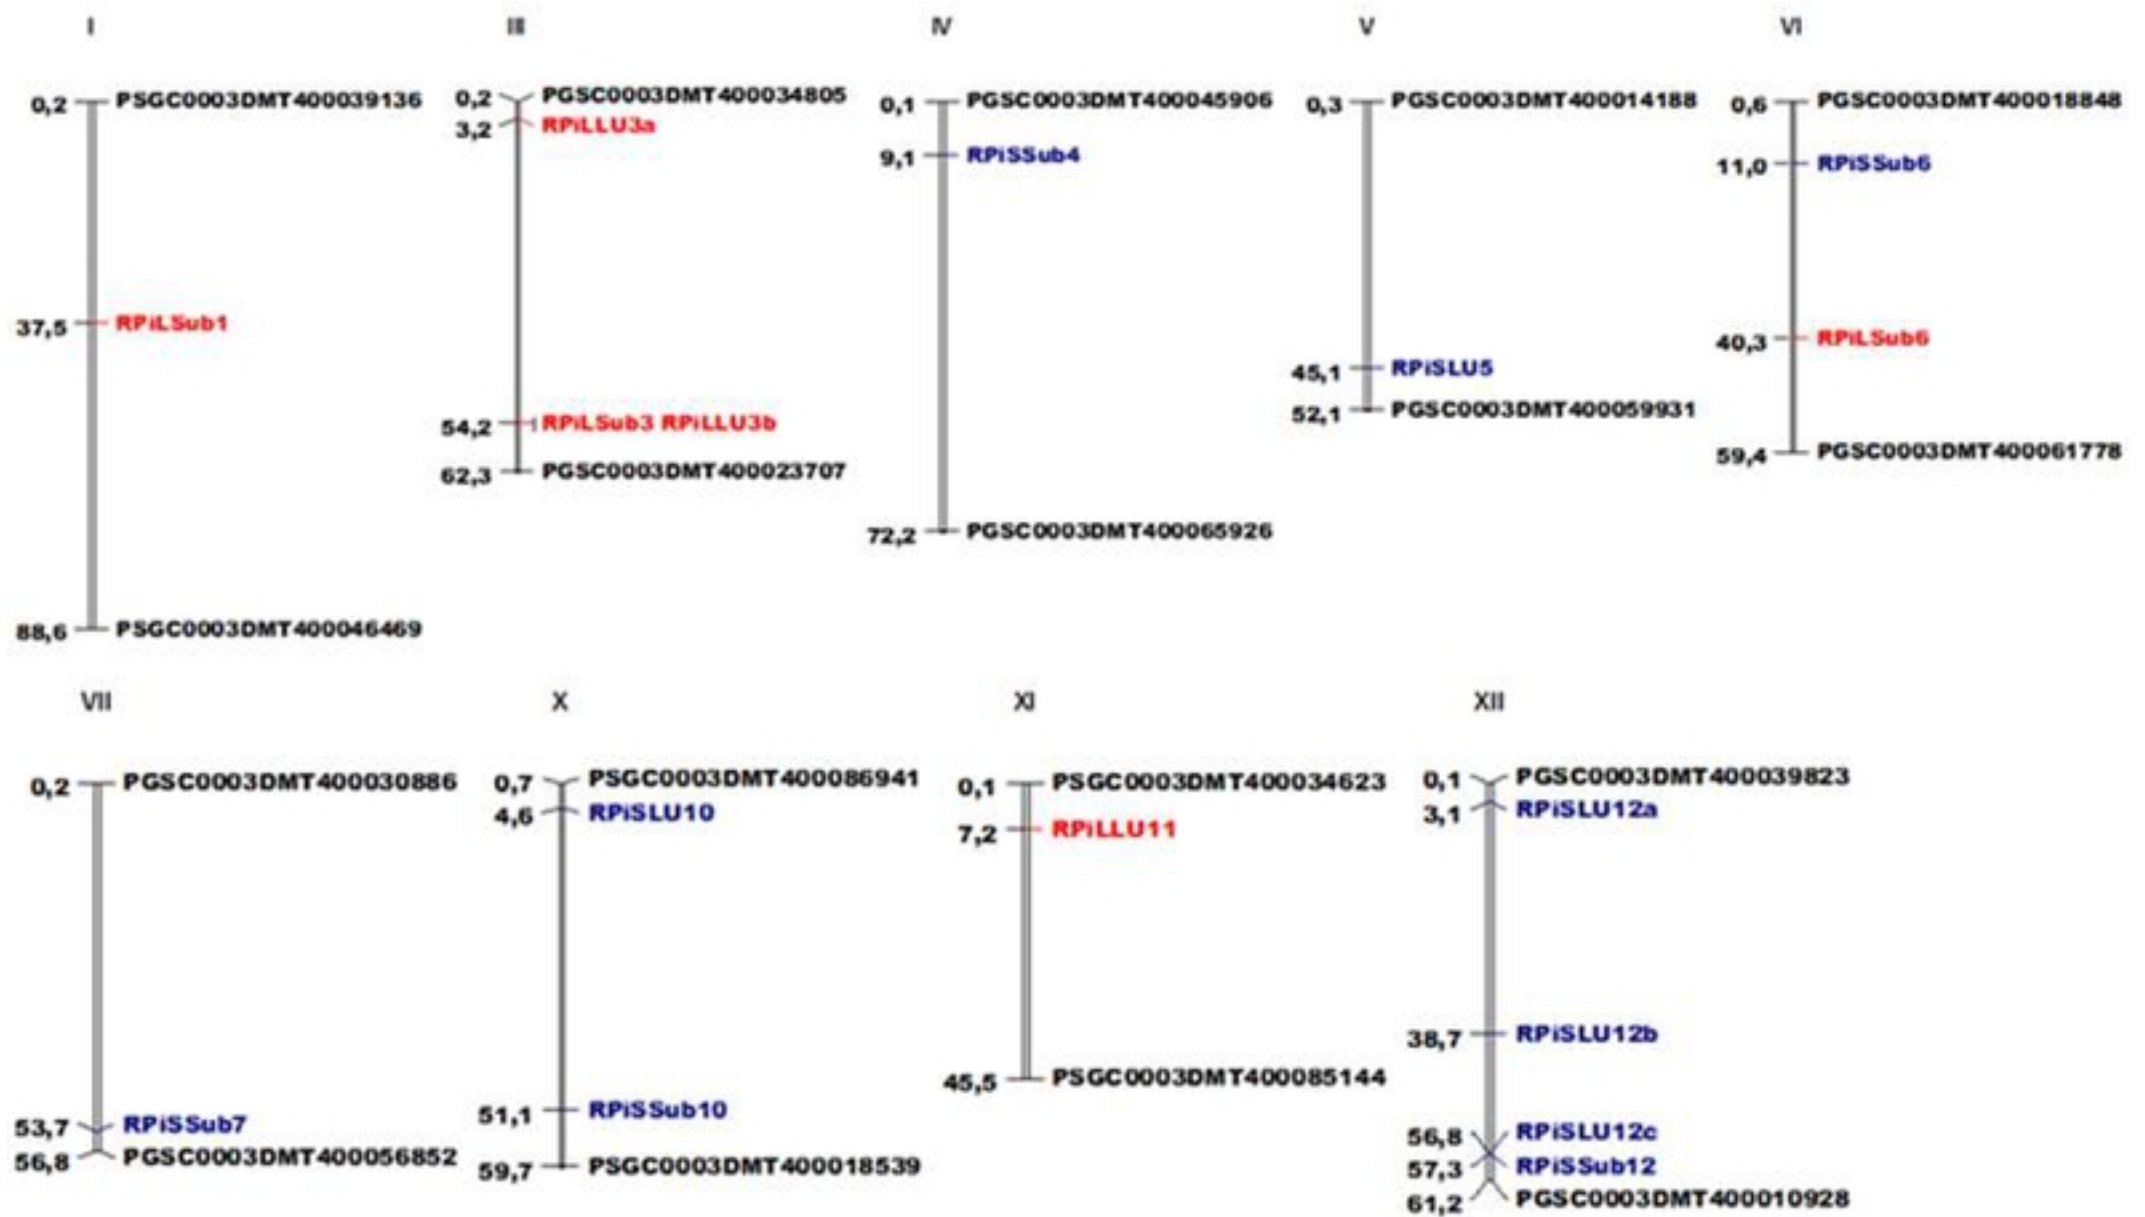 I
III
IV
V
VI
0,2 PSGC0003DMT400039136
37,5 RPiLSub1
88,6 PSGC0003DMT400046469
0,2 PGSC0003DMT400034805
3,2 RPiLLU3a
54,2 RPiLSub3 RPiLLU3b
62,3 PGSC0003DMT400023707
0,1 PGSC0003DMT400045906
9,1 RPiSSub4
72,2 PGSC0003DMT400065926
0,3 PGSC0003DMT400014188
45,1 RPiSLU5
52,1 PGSC0003DMT400059931
0,6 PGSC0003DMT400018848
11,0 RPiSSub6
40,3 RPiLSub6
59,4 PGSC0003DMT400061778
VII
X
XI
XII
0,2 PGSC0003DMT400030886
53,7 RPiSSub7
56,8 PGSC0003DMT400056852
0,7 PSGC0003DMT400086941
4,6 RPiSLU10
51,1 RPiSSub10
59,7 PSGC0003DMT400018539
0,1 PSGC0003DMT400034623
7,2 RPiLLU11
45,5 PSGC0003DMT400085144
0,1 PGSC0003DMT400039823
3,1 RPiSLU12a
38,7 RPiSLU12b
56,8 RPiSLU12c
57,3 RPiSSub12
61,2 PGSC0003DMT400010928